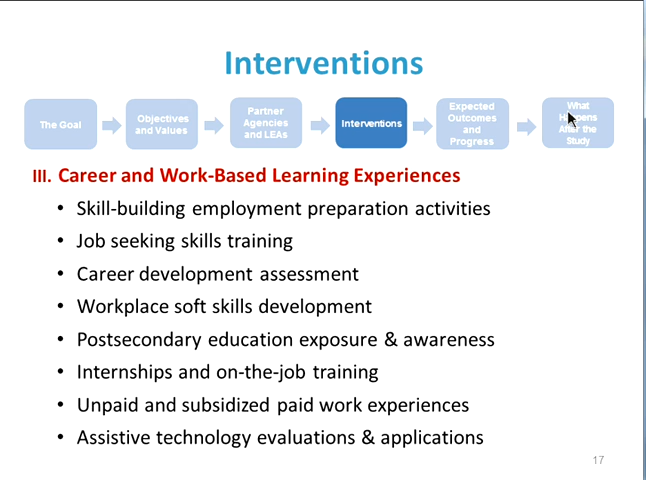 Interventions
The Goal
Objectives
and Values
Partner
Agencies
and LEAs
Interventions
Expected
Outcomes
and
Progress
What
Happens
After the
Study
III. Career and Work-Based Learning Experiences
• Skill-building employment preparation activities
• Job seeking skills training
• Career development assessment
• Workplace soft skills development
• Postsecondary education exposure & awareness
• Internships and on-the-job training
• Unpaid and subsidized paid work experiences
• Assistive technology evaluations & applications
17